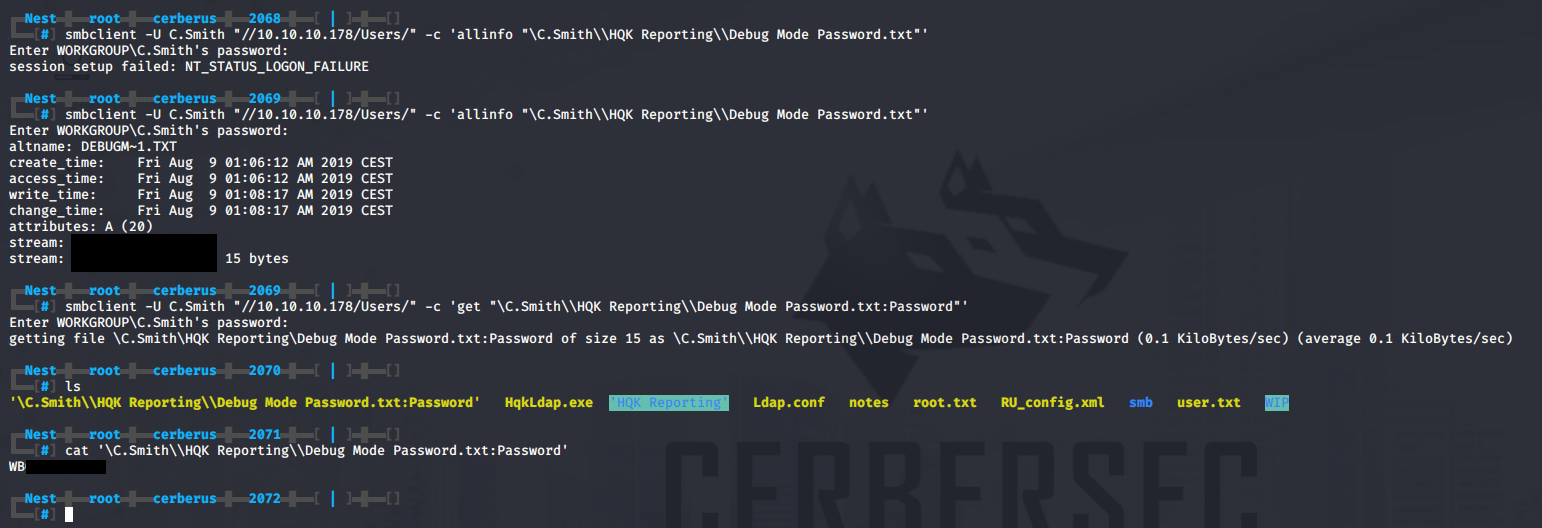 Nest root cerberus 2068 [ | ] []
[#] smbclient -U C.Smith "//10.10.10.178/Users/" -c 'allinfo "\C.Smith\\HQK Reporting\\Debug Mode Password.txt"'
Enter WORKGROUP\C.Smith's password:
session setup failed: NT_STATUS_LOGON_FAILURE
Nest root cerberus 2069 [ | ] []
[#] smbclient -U C.Smith "//10.10.10.178/Users/" -c 'allinfo "\C.Smith\\HQK Reporting\\Debug Mode Password.txt"'
Enter WORKGROUP\C.Smith's password:
altname: DEBUGM~1.TXT
create_time:    Fri Aug  9 01:06:12 AM 2019 CEST
access_time:    Fri Aug  9 01:06:12 AM 2019 CEST
write_time:     Fri Aug  9 01:08:17 AM 2019 CEST
change_time:    Fri Aug  9 01:08:17 AM 2019 CEST
attributes: A (20)
stream:
stream: 15 bytes
Nest root cerberus 2069 [ | ] []
[#] smbclient -U C.Smith "//10.10.10.178/Users/" -c 'get "\C.Smith\\HQK Reporting\\Debug Mode Password.txt:Password"'
Enter WORKGROUP\C.Smith's password:
getting file \C.Smith\HQK Reporting\Debug Mode Password.txt:Password of size 15 as \C.Smith\\HQK Reporting\\Debug Mode Password.txt:Password (0.1 KiloBytes/sec) (average 0.1 KiloBytes/sec)
Nest root cerberus 2070 [ | ] []
[#] ls
'\C.Smith\\HQK Reporting\\Debug Mode Password.txt:Password'   HqkLdap.exe  'HQK Reporting'   Ldap.conf   notes   root.txt   RU_config.xml   smb   user.txt   WIP
Nest root cerberus 2071 [ | ] []
[#] cat '\C.Smith\\HQK Reporting\\Debug Mode Password.txt:Password'
WB
Nest root cerberus 2072 [ | ] []
[#]
CERBERSEC